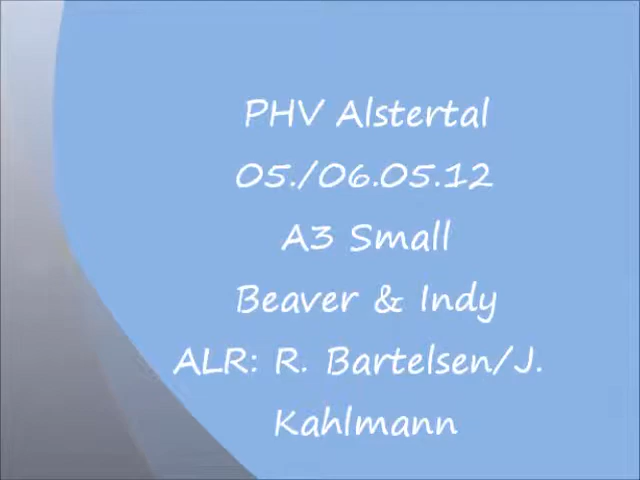 PHV Alstertal
05./06.05.12
A3 Small
Beaver & Indy
ALR: R. Bartelsen/J.
Kahlmann